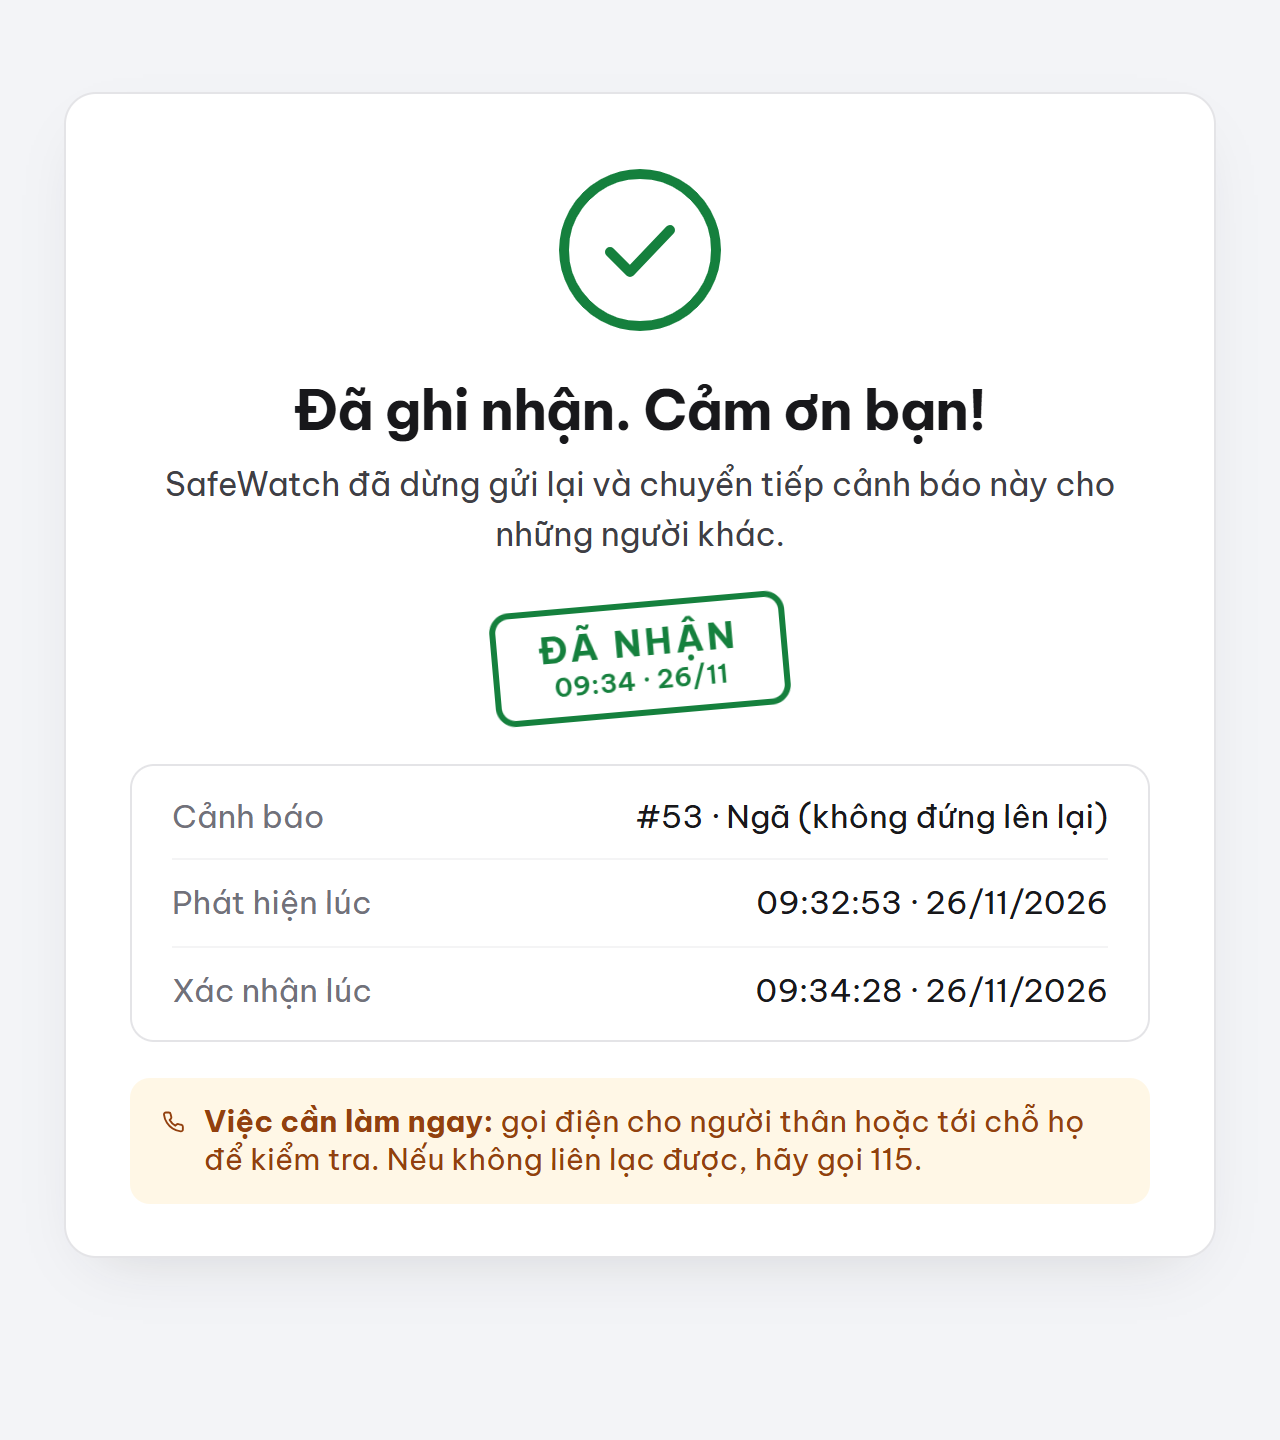 Đã ghi nhận. Cảm ơn bạn!
SafeWatch đã dừng gửi lại và chuyển tiếp cảnh báo này cho
những người khác.
ĐÃ NHẬN
09:34 · 26/11
Cảnh báo #53 · Ngã (không đứng lên lại)
Phát hiện lúc 09:32:53 · 26/11/2026
Xác nhận lúc 09:34:28 · 26/11/2026
Việc cần làm ngay: gọi điện cho người thân hoặc tới chỗ họ
để kiểm tra. Nếu không liên lạc được, hãy gọi 115.